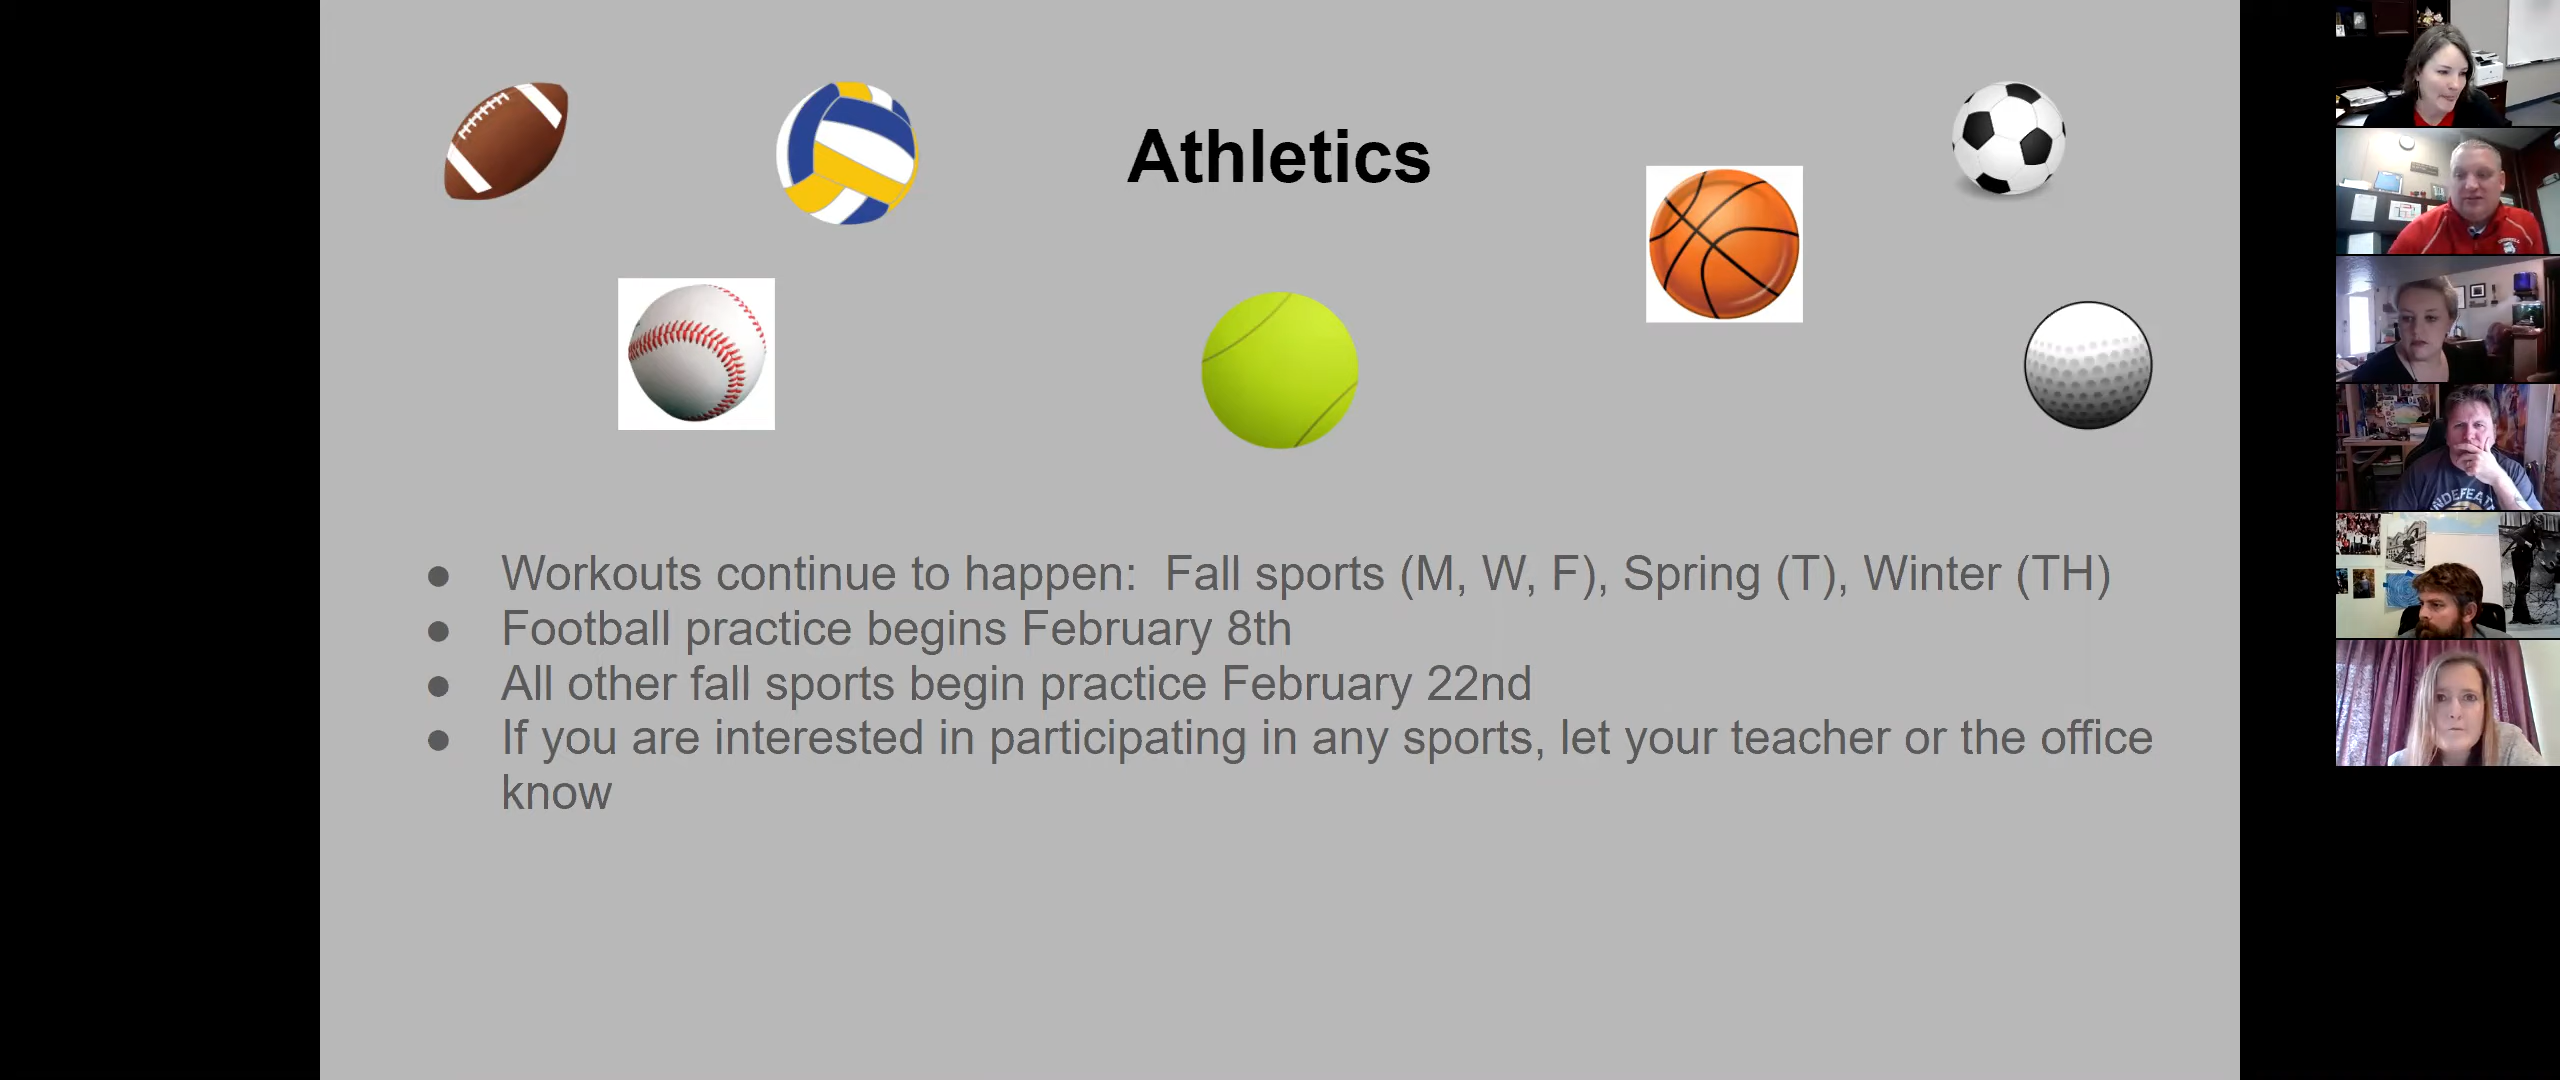 Athletics
● Workouts continue to happen:  Fall sports (M, W, F), Spring (T), Winter (TH)
● Football practice begins February 8th
● All other fall sports begin practice February 22nd
● If you are interested in participating in any sports, let your teacher or the office
know
NDEFEAT